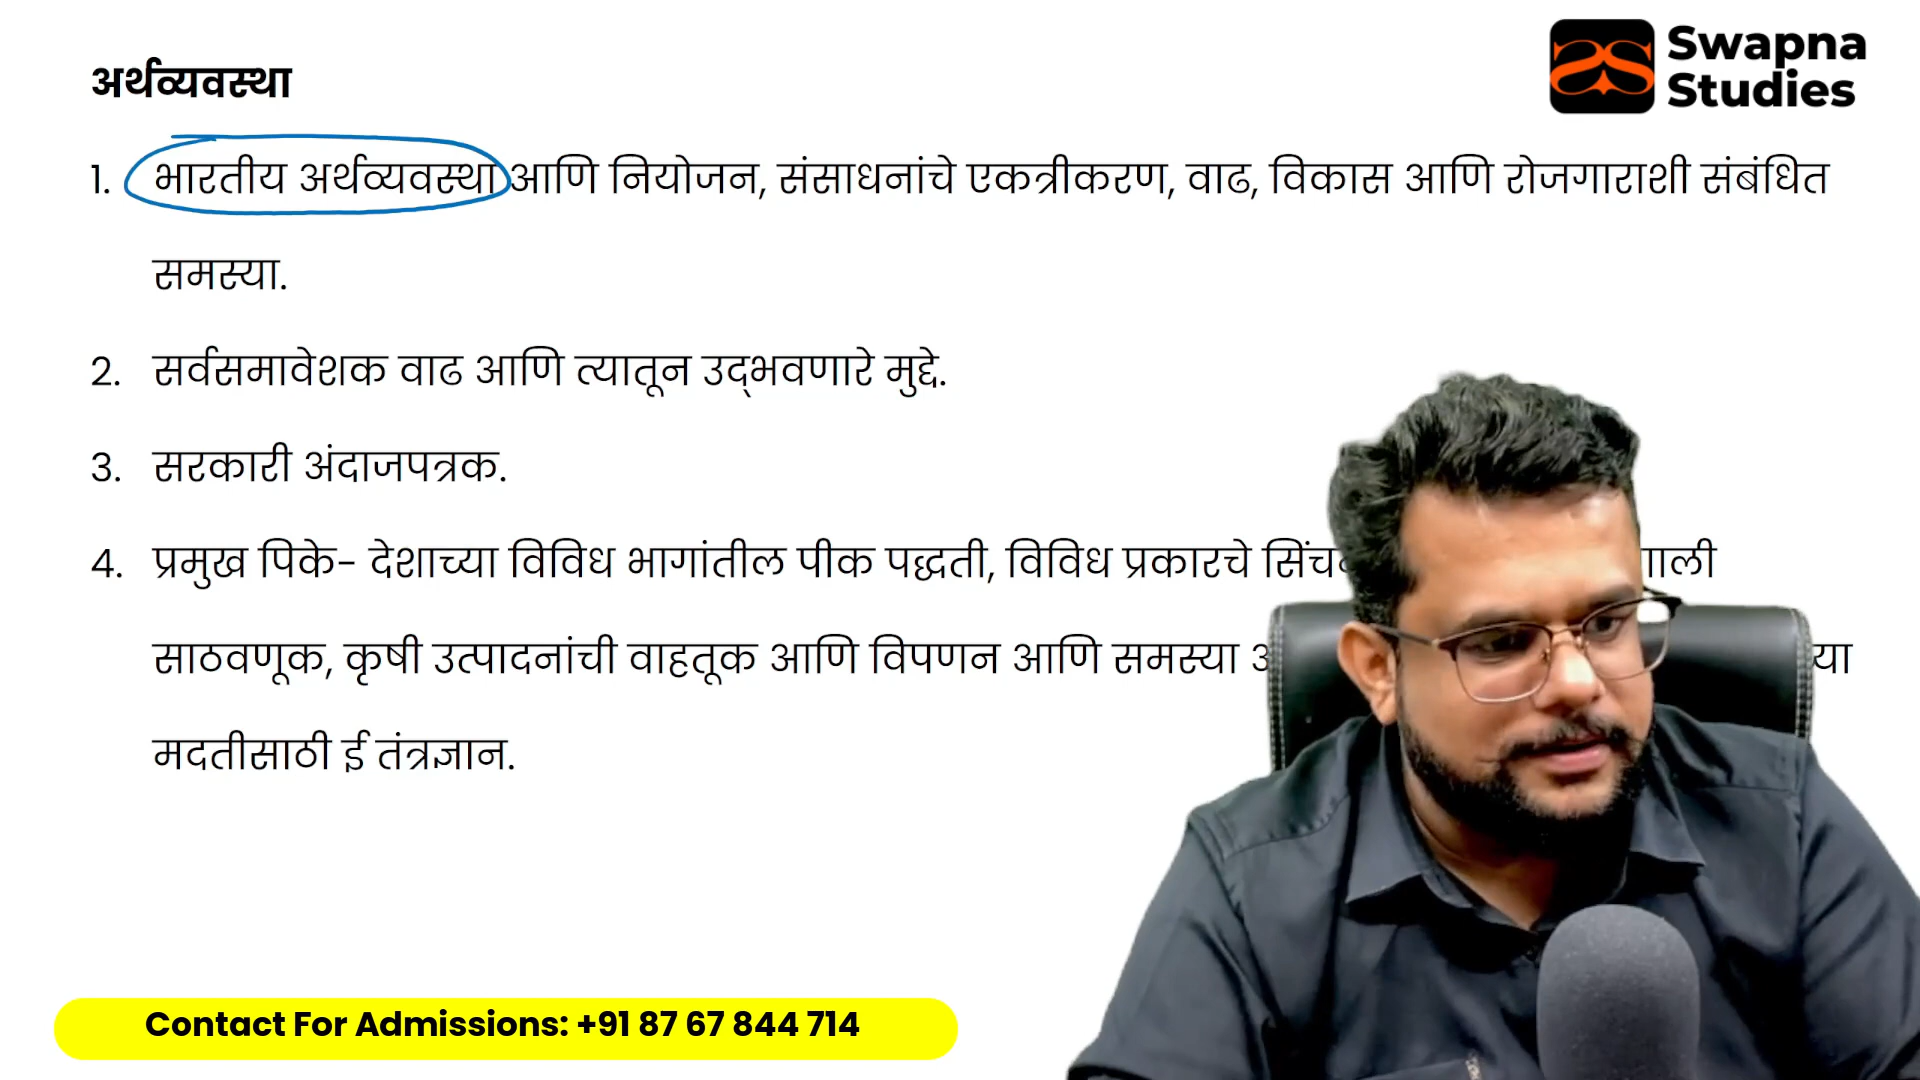 Swapna
Studies
अर्थव्यवस्था
1. भारतीय अर्थव्यवस्था आणि नियोजन, संसाधनांचे एकत्रीकरण, वाढ, विकास आणि रोजगाराशी संबंधित
समस्या.
2. सर्वसमावेशक वाढ आणि त्यातून उद्‌भवणारे मुद्दे.
3. सरकारी अंदाजपत्रक.
4. प्रमुख पिके- देशाच्या विविध भागांतील पीक पद्धती, विविध प्रकारचे
साठवणूक, कृषी उत्पादनांची वाहतूक आणि विपणन आणि समस्या
मदतीसाठी ई तंत्रज्ञान.
Contact For Admissions: +91 87 67 844 714